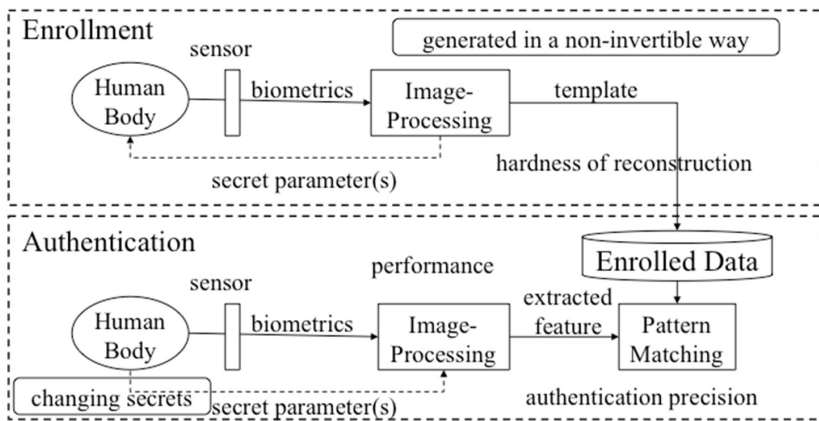 Enrollment
generated in a non-invertible way
sensor
Human
Body
biometrics
Image-
Processing
template
secret parameter(s)
hardness of reconstruction
Authentication
performance
Enrolled Data
sensor
Human
Body
biometrics
Image-
Processing
extracted
feature
Pattern
Matching
changing secrets
secret parameter(s)
authentication precision